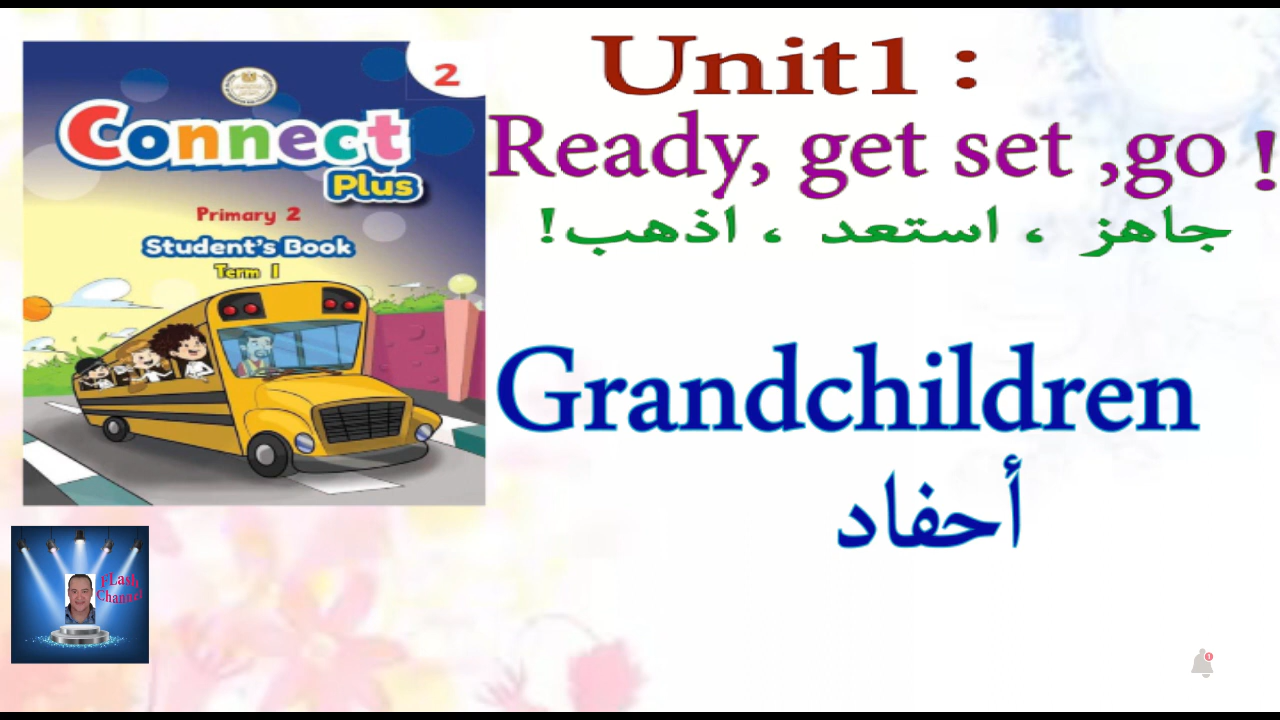 2
Connect
Plus
Primary 2
Student's Book
Term 1
Unit1 :
Ready, get set ,go !
جاهز ، استعد ، اذهب!
Grandchildren
أحفاد
FLash
Channel
1